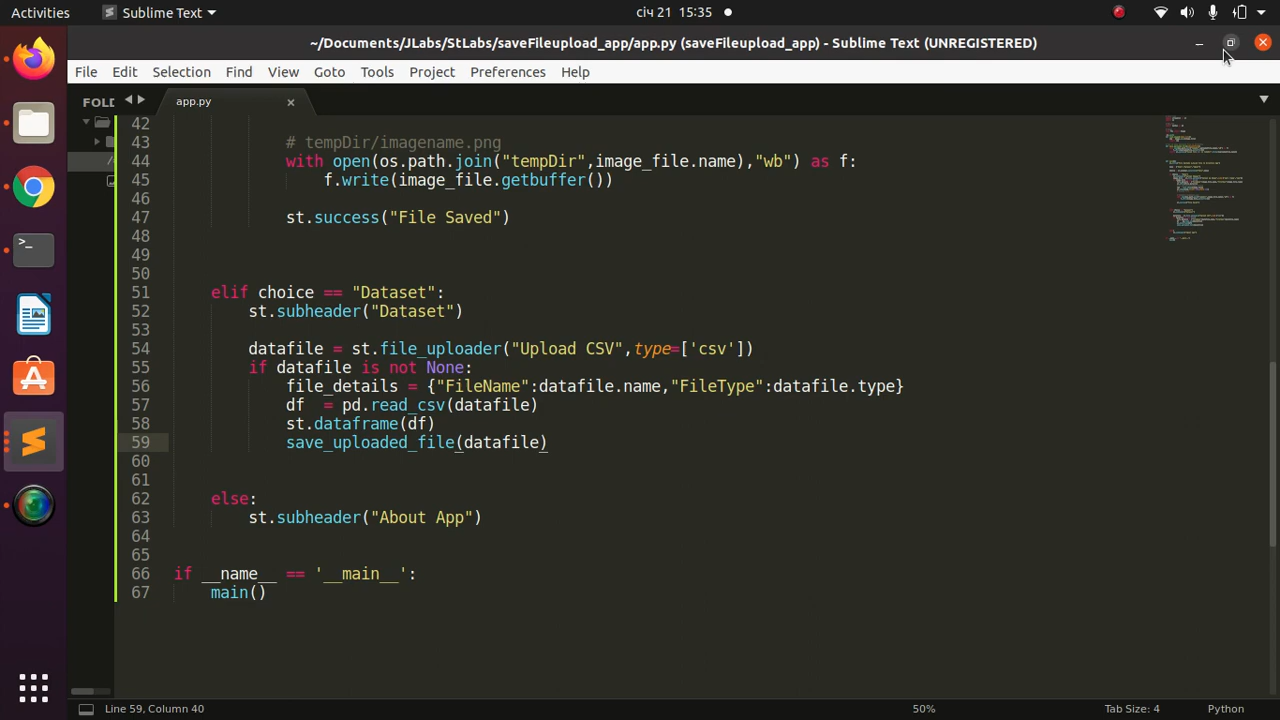 Activities
Sublime Text
січ 21 15:35
~/Documents/JLabs/StLabs/saveFileupload_app/app.py (saveFileupload_app) - Sublime Text (UNREGISTERED)
File Edit Selection Find View Goto Tools Project Preferences Help
FOLD
app.py
42
43 # tempDir/imagename.png
44 with open(os.path.join("tempDir",image_file.name),"wb") as f:
45 f.write(image_file.getbuffer())
46
47 st.success("File Saved")
48
49
50
51 elif choice == "Dataset":
52 st.subheader("Dataset")
53
54 datafile = st.file_uploader("Upload CSV",type=['csv'])
55 if datafile is not None:
56 file_details = {"FileName":datafile.name,"FileType":datafile.type}
57 df  = pd.read_csv(datafile)
58 st.dataframe(df)
59 save_uploaded_file(datafile)
60
61
62 else:
63 st.subheader("About App")
64
65
66 if __name__ == '__main__':
67 main()
Line 59, Column 40
50%
Tab Size: 4
Python